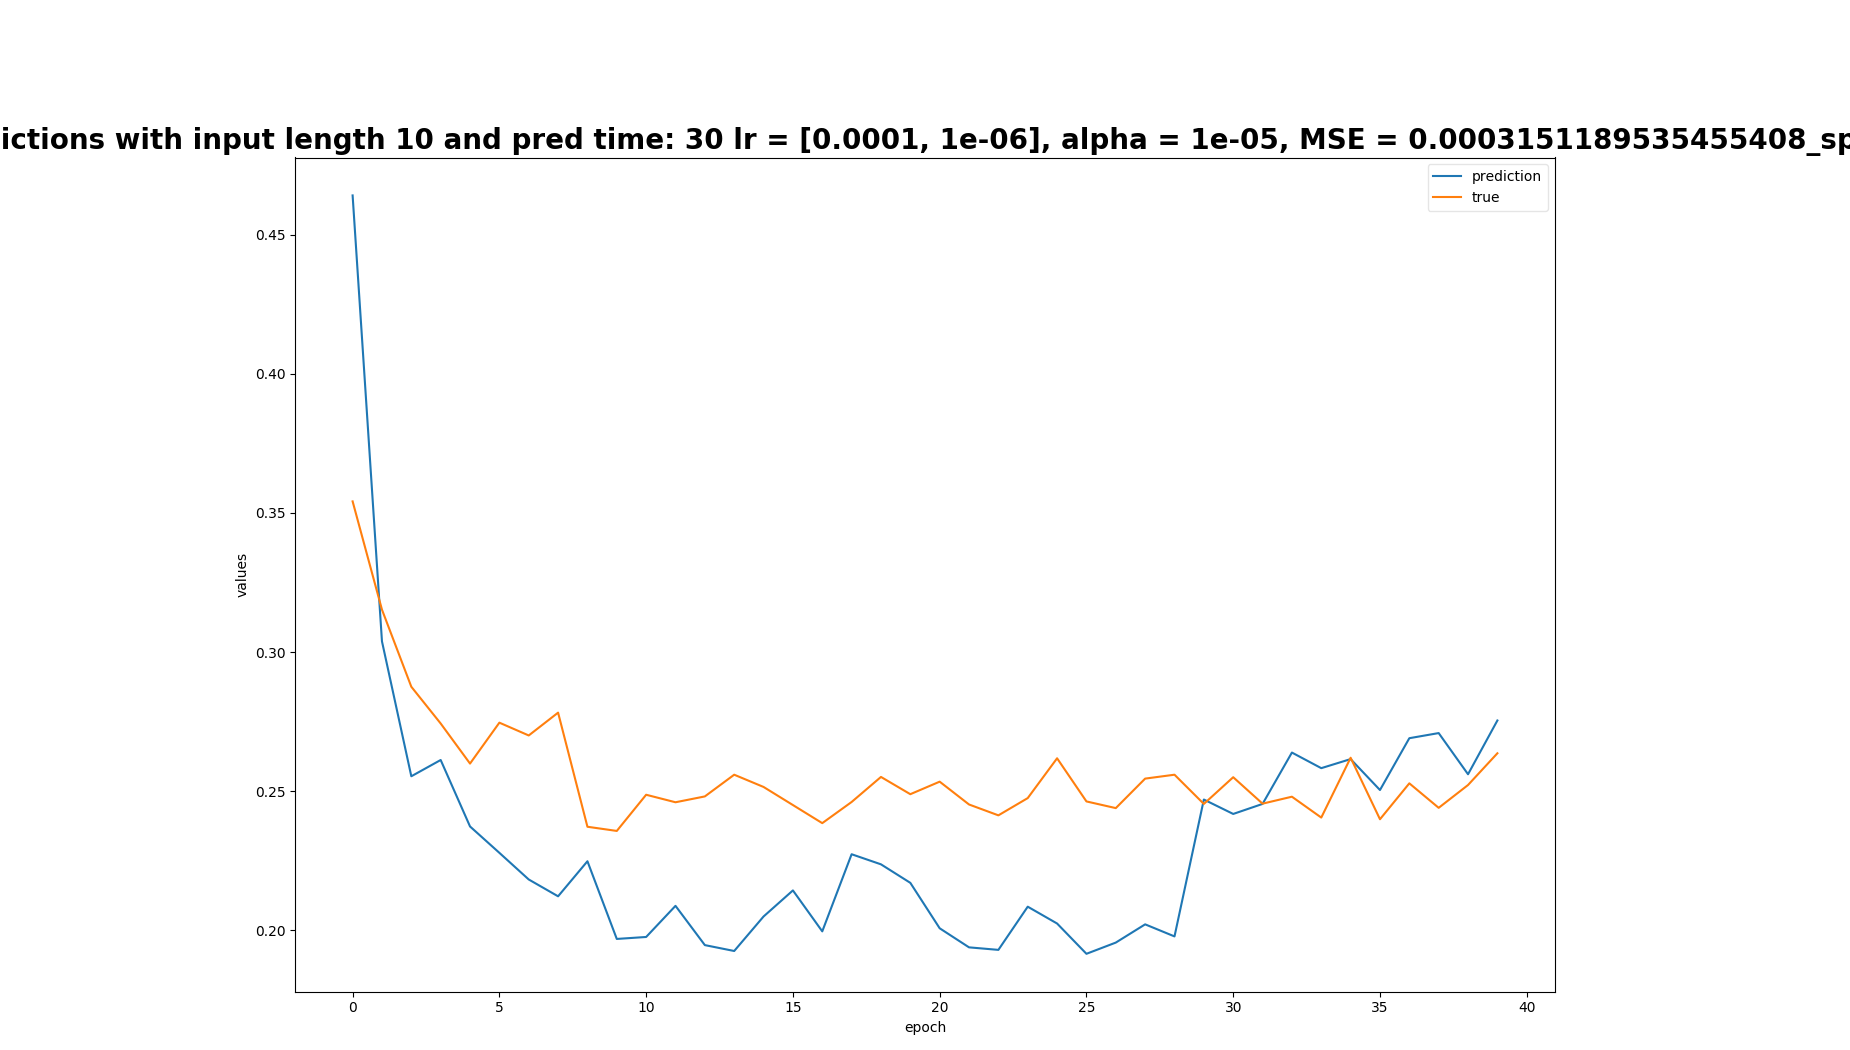 ictions with input length 10 and pred time: 30 lr = [0.0001, 1e-06], alpha = 1e-05, MSE = 0.0003151189535455408_sp
prediction
true
0.45
0.40
0.35
0.30
0.25
0.20
values
0 5 10 15 20 25 30 35 40
epoch